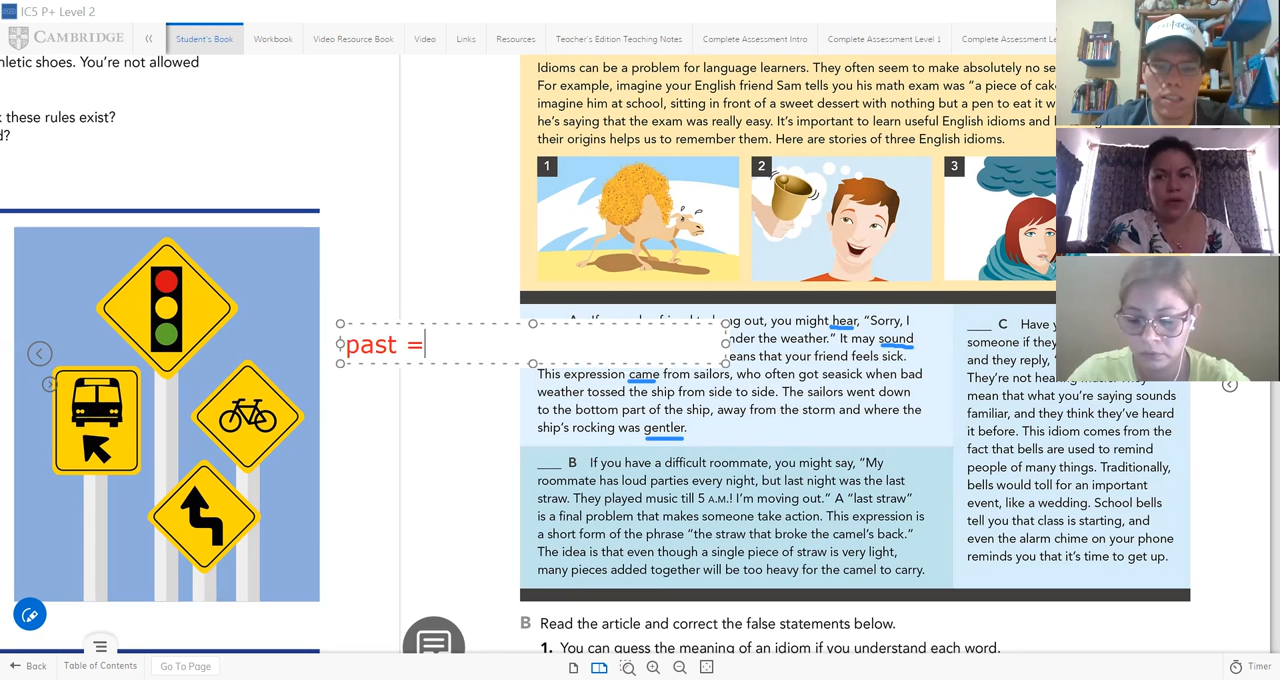 IC5 P+ Level 2
CAMBRIDGE
Student's Book
Workbook
Video Resource Book
Video
Links
Resources
Teacher's Edition Teaching Notes
Complete Assessment Intro
Complete Assessment Level 1
Complete Assessment
hletic shoes. You're not allowed
these rules exist?
d?
Idioms can be a problem for language learners. They often seem to make absolutely no se
For example, imagine your English friend Sam tells you his math exam was "a piece of cak
imagine him at school, sitting in front of a sweet dessert with nothing but a pen to eat it w
he's saying that the exam was really easy. It's important to learn useful English idioms and
their origins helps us to remember them. Here are stories of three English idioms.
1
2
3
out, you might hear, "Sorry, I
nder the weather." It may sound
eans that your friend feels sick.
This expression came from sailors, who often got seasick when bad
weather tossed the ship from side to side. The sailors went down
to the bottom part of the ship, away from the storm and where the
ship's rocking was gentler.
past =
____ B If you have a difficult roommate, you might say, "My
roommate has loud parties every night, but last night was the last
straw. They played music till 5 A.M.! I'm moving out." A "last straw"
is a final problem that makes someone take action. This expression is
a short form of the phrase "the straw that broke the camel's back."
The idea is that even though a single piece of straw is very light,
many pieces added together will be too heavy for the camel to carry.
____ C Have y
someone if they
and they reply, "
mean that what you're saying sounds
familiar, and they think they've heard
it before. This idiom comes from the
fact that bells are used to remind
people of many things. Traditionally,
bells would toll for an important
event, like a wedding. School bells
tell you that class is starting, and
even the alarm chime on your phone
reminds you that it's time to get up.
B Read the article and correct the false statements below.
1. You can guess the meaning of an idiom if you understand each word.
Back
Table of Contents
Go To Page
Timer